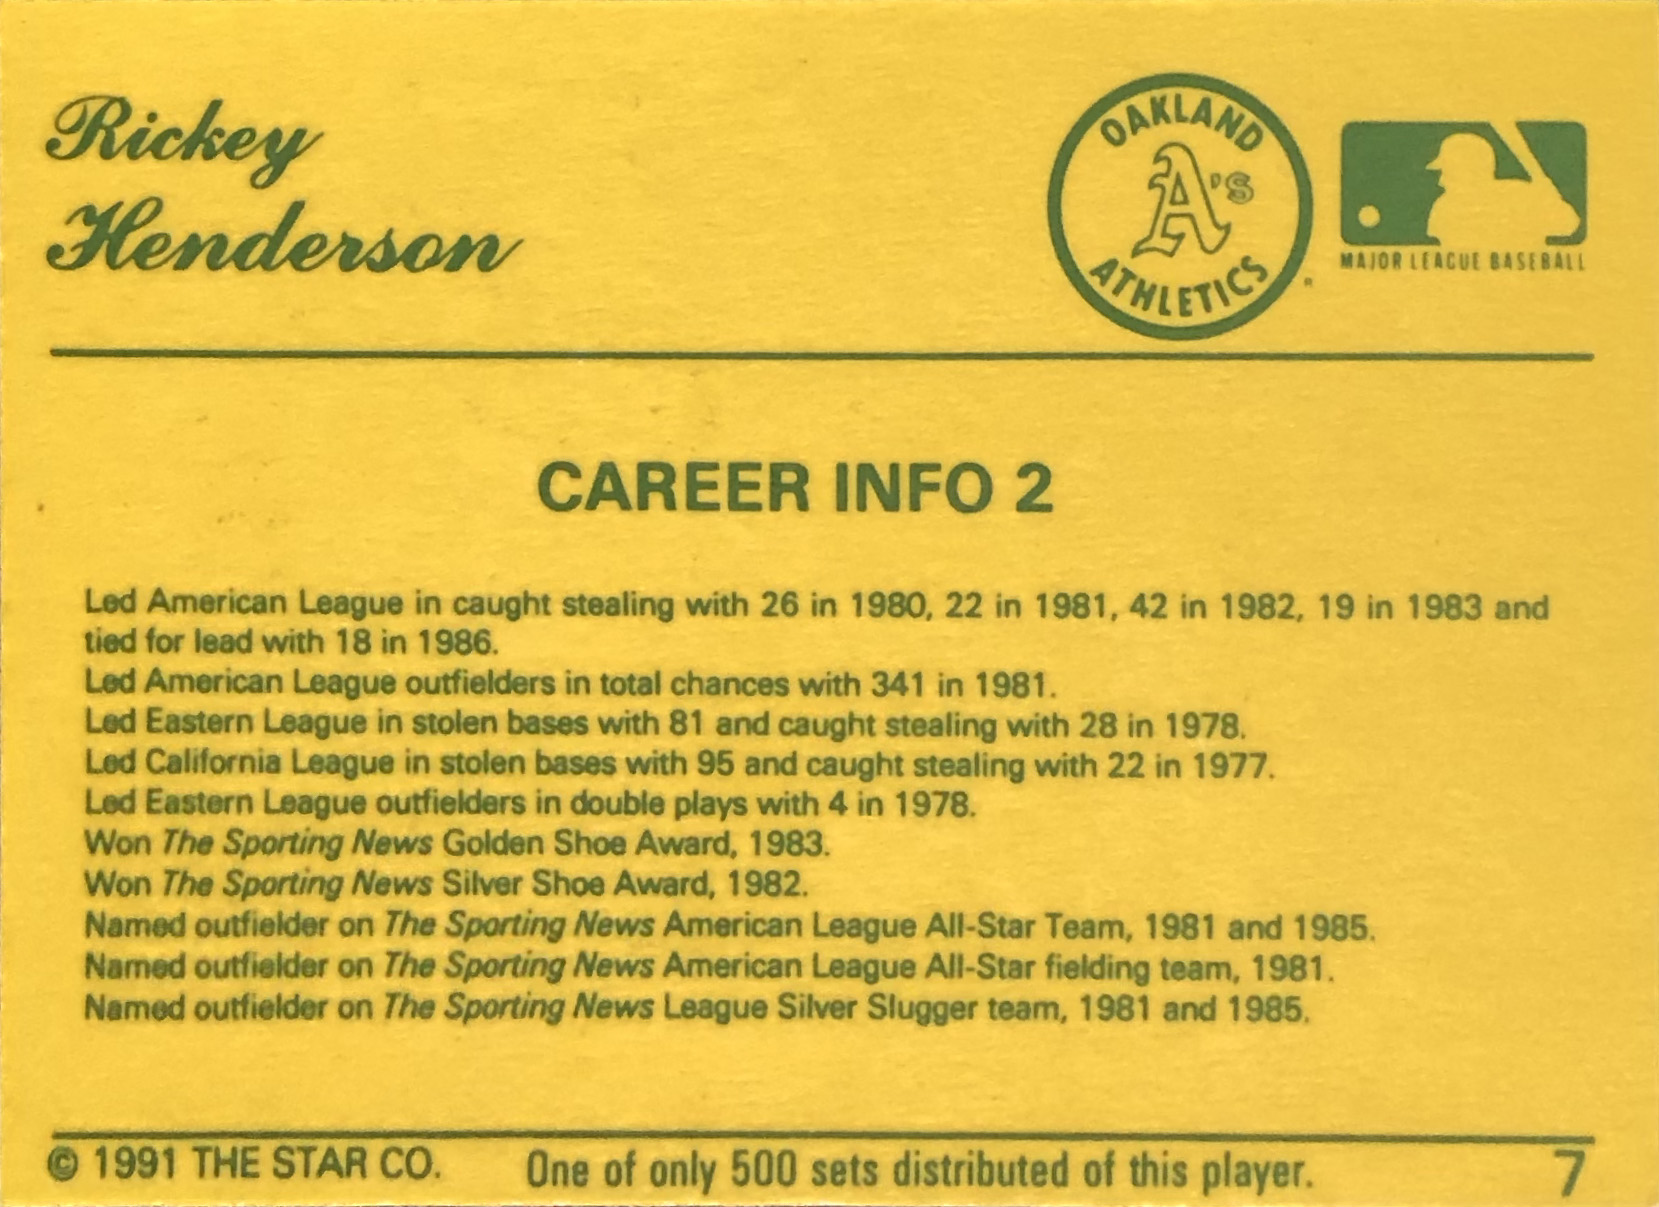 Rickey
Henderson
OAKLAND
A's
ATHLETICS
MAJOR LEAGUE BASEBALL
CAREER INFO 2
Led American League in caught stealing with 26 in 1980, 22 in 1981, 42 in 1982, 19 in 1983 and
tied for lead with 18 in 1986.
Led American League outfielders in total chances with 341 in 1981.
Led Eastern League in stolen bases with 81 and caught stealing with 28 in 1978.
Led California League in stolen bases with 95 and caught stealing with 22 in 1977.
Led Eastern League outfielders in double plays with 4 in 1978.
Won The Sporting News Golden Shoe Award, 1983.
Won The Sporting News Silver Shoe Award, 1982.
Named outfielder on The Sporting News American League All-Star Team, 1981 and 1985.
Named outfielder on The Sporting News American League All-Star fielding team, 1981.
Named outfielder on The Sporting News League Silver Slugger team, 1981 and 1985.
© 1991 THE STAR CO. One of only 500 sets distributed of this player. 7